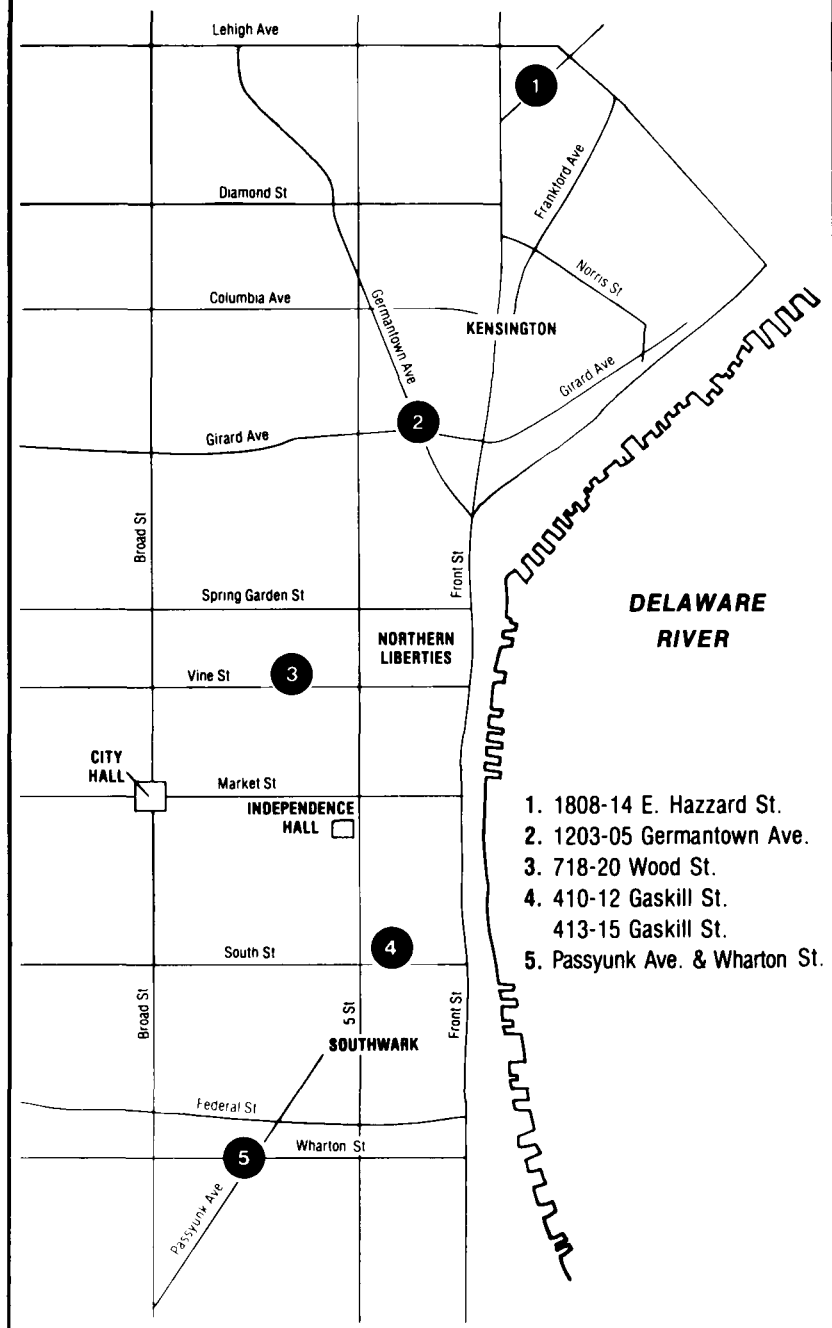 Lehigh Ave
1
Frankford Ave
Diamond St
Norris St
Columbia Ave
Germantown Ave
KENSINGTON
Girard Ave
2
Girard Ave
Broad St
Front St
Spring Garden St
DELAWARE
RIVER
NORTHERN
LIBERTIES
3
Vine St
CITY
HALL
Market St
INDEPENDENCE
HALL
1. 1808-14 E. Hazzard St.
2. 1203-05 Germantown Ave.
3. 718-20 Wood St.
4. 410-12 Gaskill St.
413-15 Gaskill St.
5. Passyunk Ave. & Wharton St.
4
South St
Broad St
5 St
Front St
SOUTHWARK
Federal St
Wharton St
5
Passyunk Ave